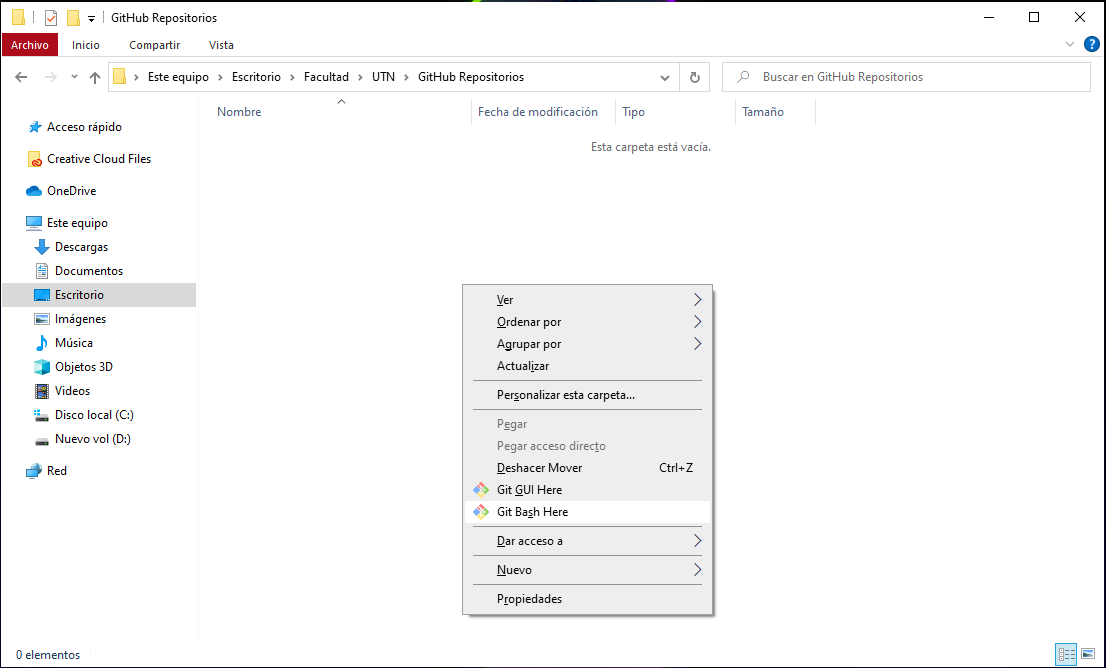 GitHub Repositorios
Archivo Inicio Compartir Vista
Este equipo Escritorio Facultad UTN GitHub Repositorios Buscar en GitHub Repositorios
Nombre Fecha de modificación Tipo Tamaño
Esta carpeta está vacía.
Acceso rápido
Creative Cloud Files
OneDrive
Este equipo
Descargas
Documentos
Escritorio
Imágenes
Música
Objetos 3D
Videos
Disco local (C:)
Nuevo vol (D:)
Red
Ver
Ordenar por
Agrupar por
Actualizar
Personalizar esta carpeta...
Pegar
Pegar acceso directo
Deshacer Mover Ctrl+Z
Git GUI Here
Git Bash Here
Dar acceso a
Nuevo
Propiedades
0 elementos